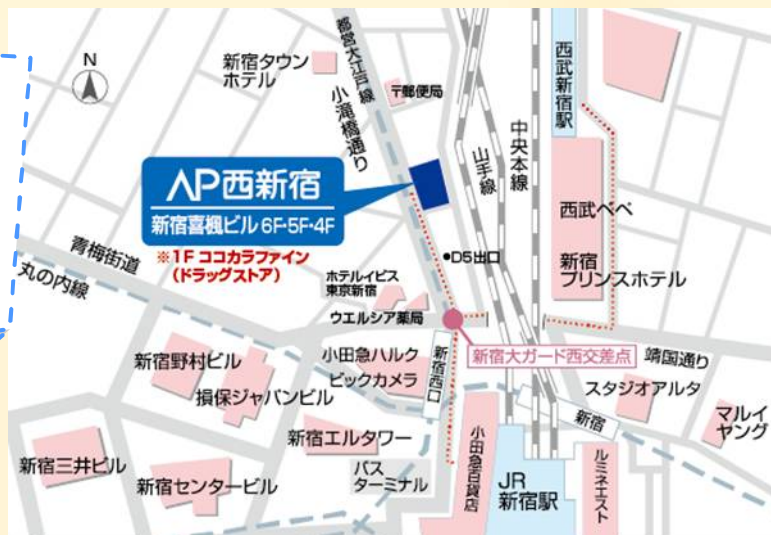 N
新宿タウン
ホテル
都営大江戸線
小滝橋通り
〒郵便局
西武新宿駅
中央本線
山手線
AP西新宿
新宿喜楓ビル 6F・5F・4F
※1F ココカラファイン
(ドラッグストア)
青梅街道
丸の内線
●D5出口
西武ペペ
新宿
プリンスホテル
ホテルイビス
東京新宿
ウエルシア薬局
新宿大ガード西交差点
靖国通り
新宿野村ビル
損保ジャパンビル
小田急ハルク
ビックカメラ
新宿西口
スタジオアルタ
マルイ
ヤング
新宿
新宿エルタワー
新宿三井ビル
新宿センタービル
バス
ターミナル
小田急百貨店
JR
新宿駅
ルミネエスト